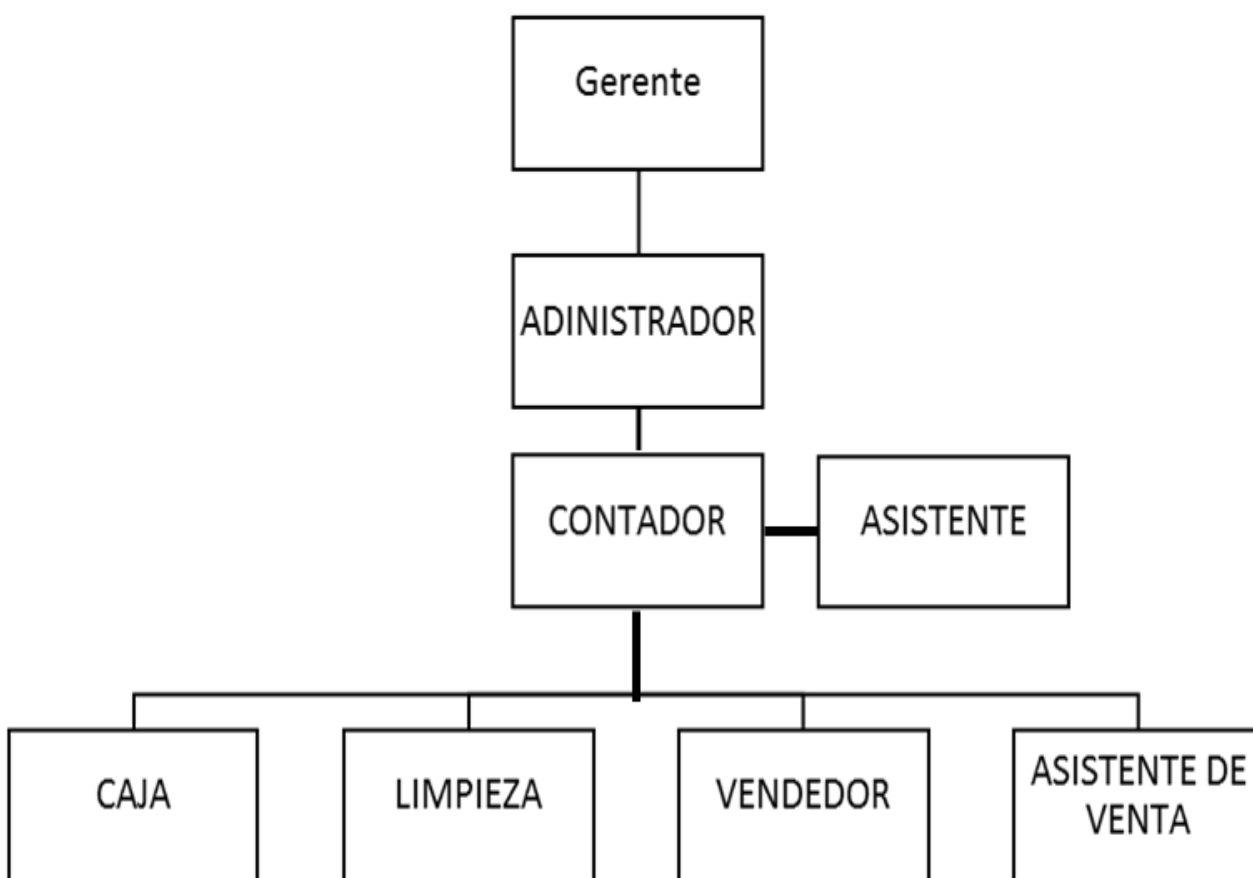 Gerente
ADINISTRADOR
CONTADOR
ASISTENTE
CAJA
LIMPIEZA
VENDEDOR
ASISTENTE DE
VENTA